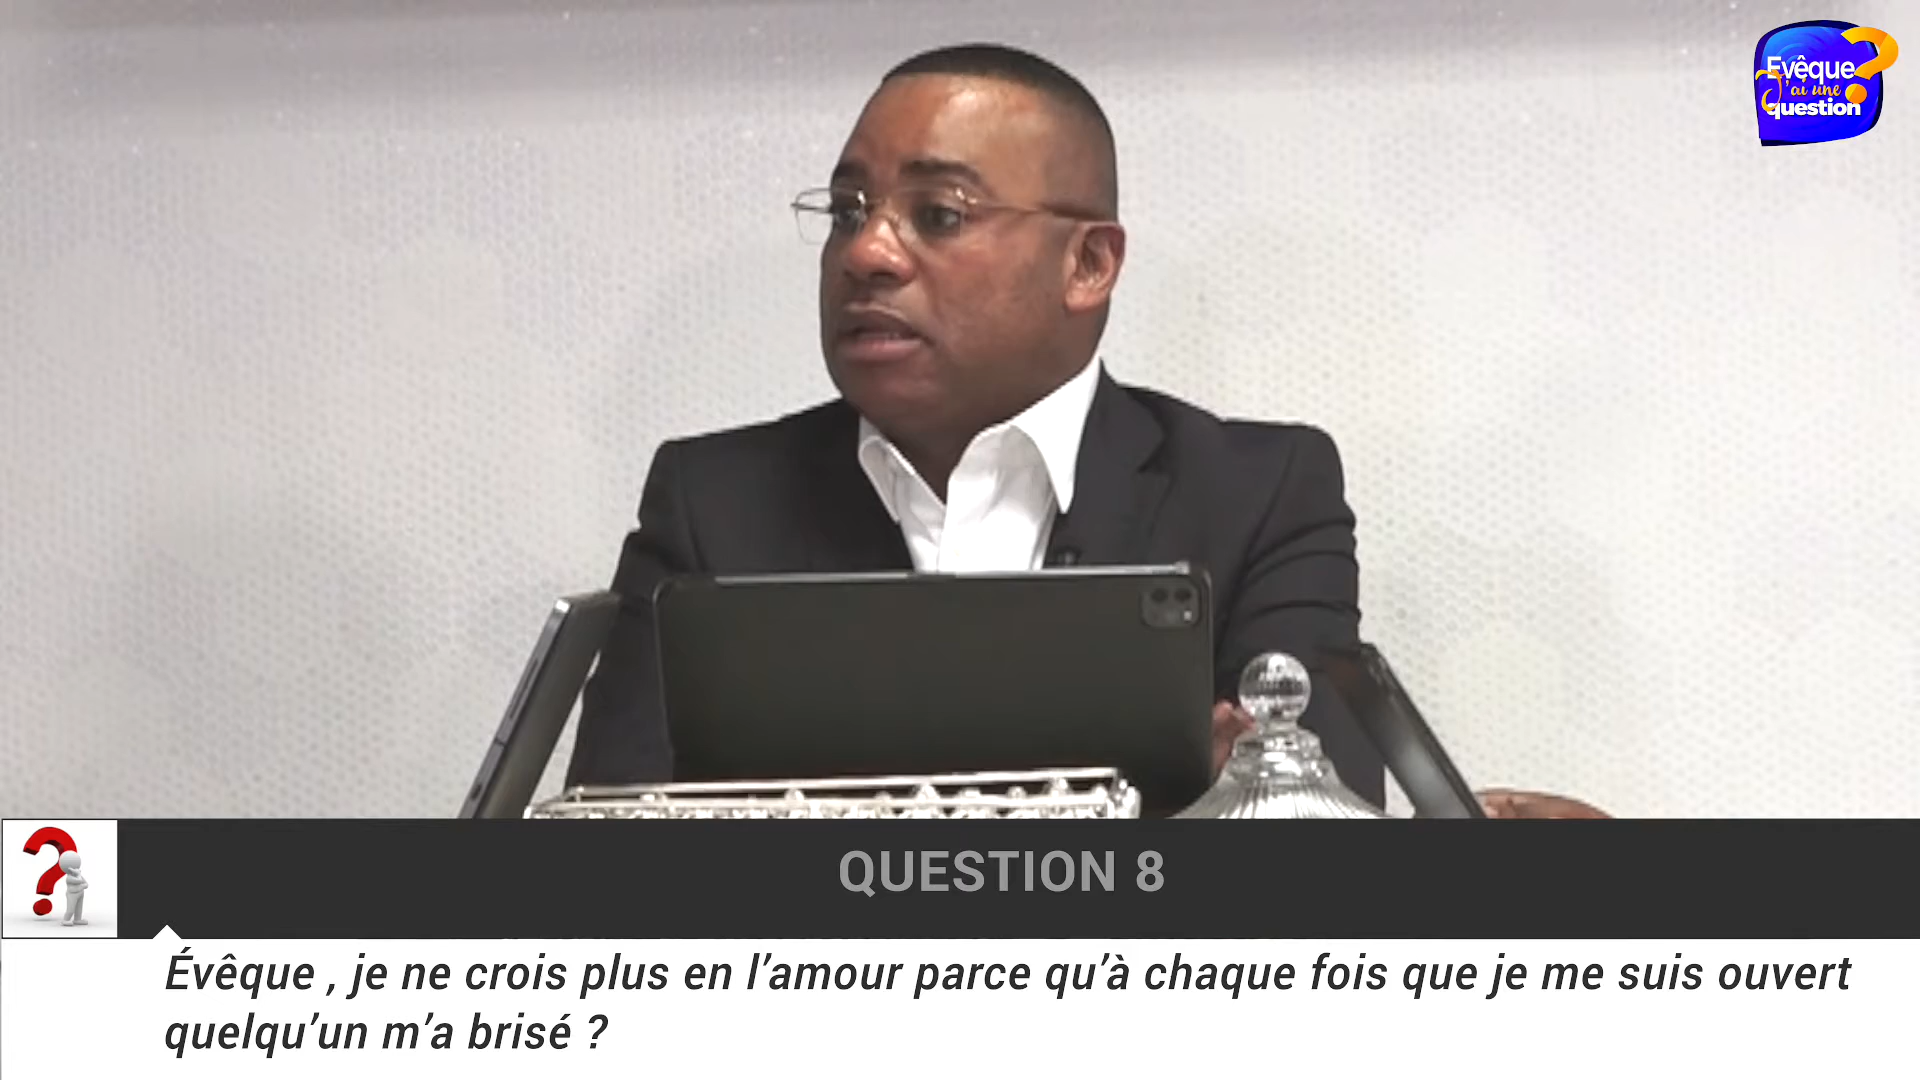 Evêque
J'ai une
question
QUESTION 8
Évêque , je ne crois plus en l’amour parce qu’à chaque fois que je me suis ouvert
quelqu’un m’a brisé ?